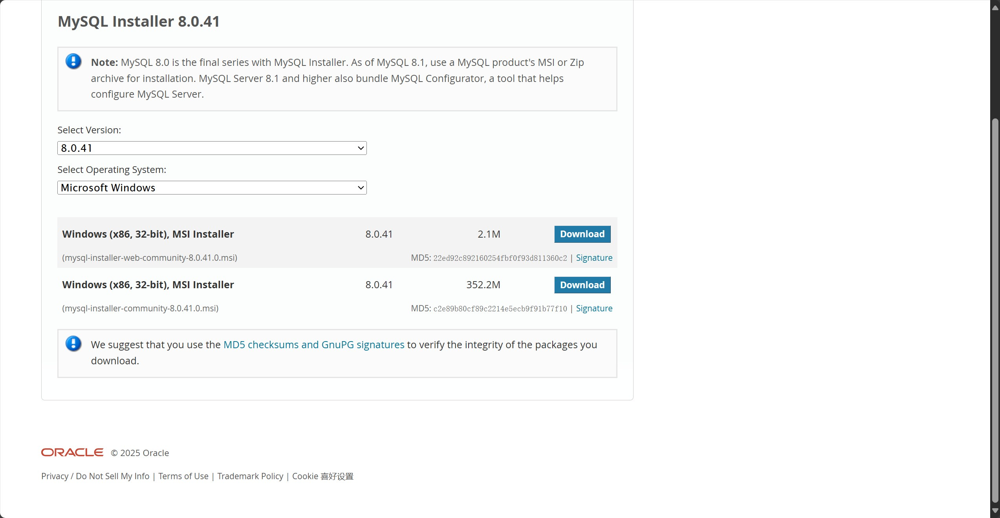 MySQL Installer 8.0.41
Note: MySQL 8.0 is the final series with MySQL Installer. As of MySQL 8.1, use a MySQL product's MSI or Zip
archive for installation. MySQL Server 8.1 and higher also bundle MySQL Configurator, a tool that helps
configure MySQL Server.
Select Version:
8.0.41
Select Operating System:
Microsoft Windows
Windows (x86, 32-bit), MSI Installer 8.0.41 2.1M Download
(mysql-installer-web-community-8.0.41.0.msi) MD5: 22ed92c892160254fbf0f93d811360c2 | Signature
Windows (x86, 32-bit), MSI Installer 8.0.41 352.2M Download
(mysql-installer-community-8.0.41.0.msi) MD5: c2e89b80cf89c2214e5ecb9f91b77f10 | Signature
We suggest that you use the MD5 checksums and GnuPG signatures to verify the integrity of the packages you
download.
ORACLE © 2025 Oracle
Privacy / Do Not Sell My Info | Terms of Use | Trademark Policy | Cookie 喜好设置